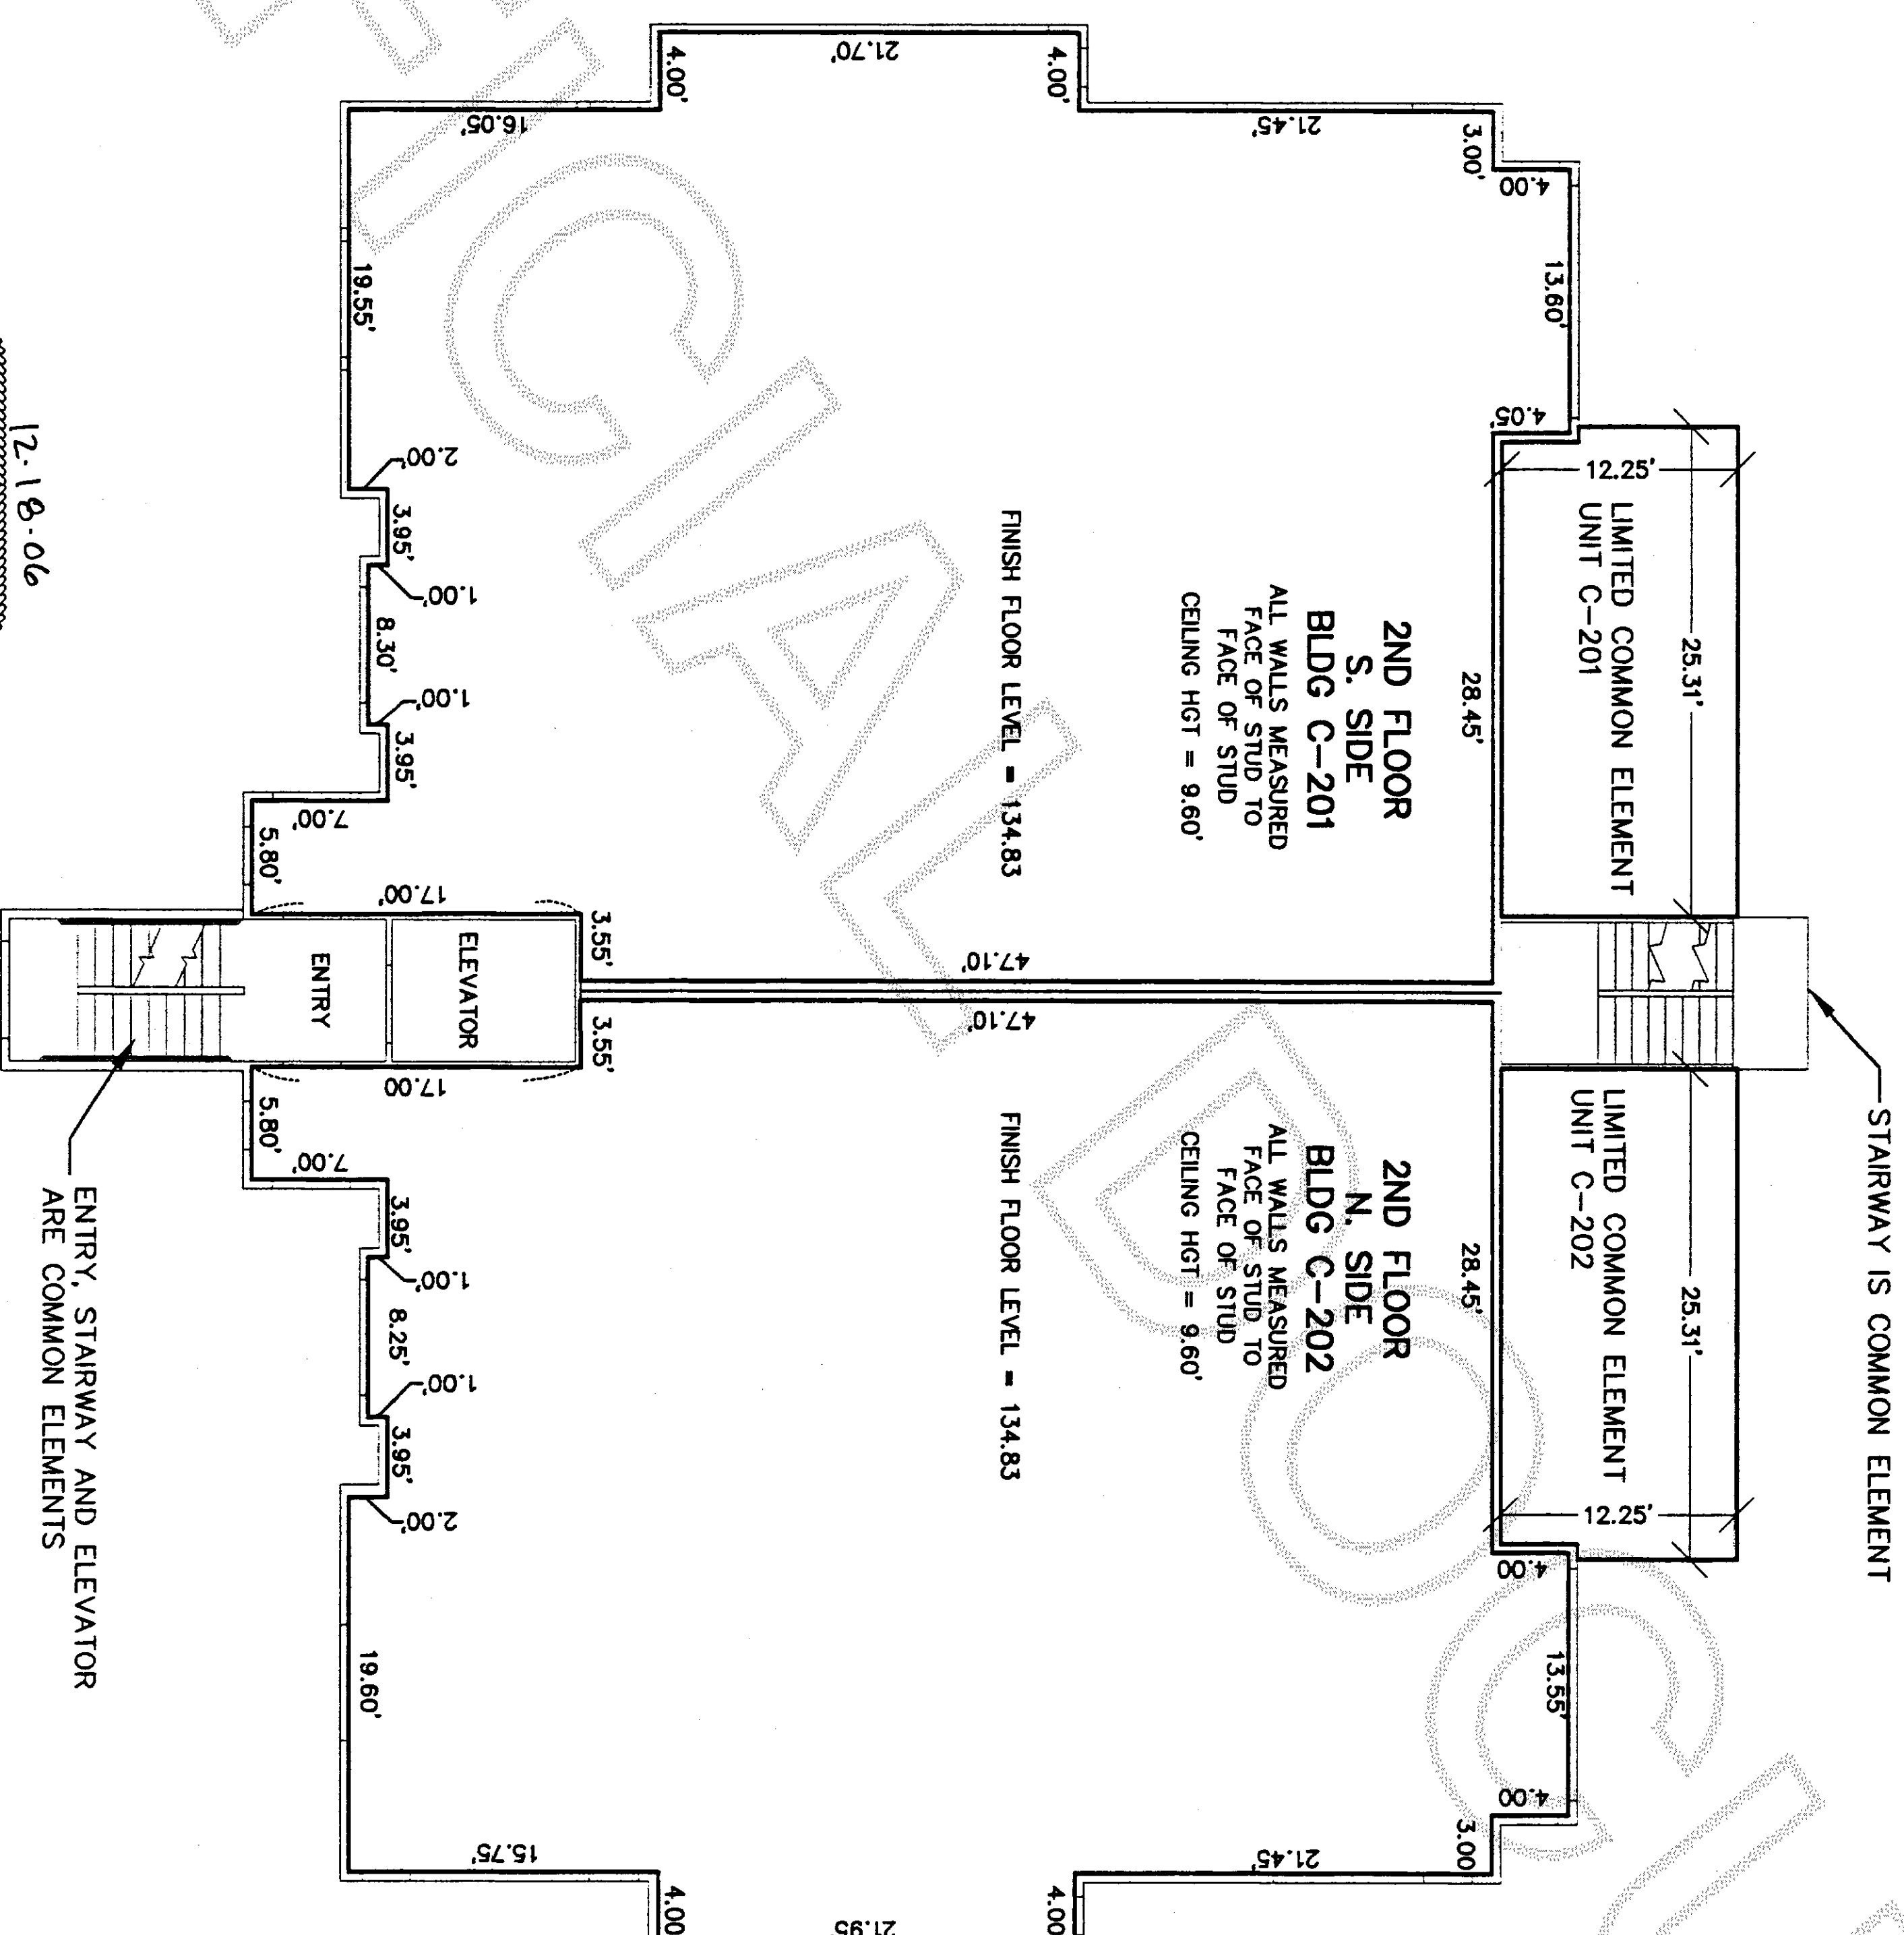 STAIRWAY IS COMMON ELEMENT
25.31'
12.25'
LIMITED COMMON ELEMENT
UNIT C-201
25.31'
12.25'
LIMITED COMMON ELEMENT
UNIT C-202
3.00'
4.00
13.60'
4.05'
28.45'
28.45'
4.00
13.55'
4.00
3.00
2ND FLOOR
S. SIDE
BLDG C-201
ALL WALLS MEASURED
FACE OF STUD TO
FACE OF STUD
CEILING HGT = 9.60'
FINISH FLOOR LEVEL = 134.83
2ND FLOOR
N. SIDE
BLDG C-202
ALL WALLS MEASURED
FACE OF STUD TO
FACE OF STUD
CEILING HGT = 9.60'
FINISH FLOOR LEVEL = 134.83
21.45'
4.00'
21.70'
4.00'
16.05'
47.10'
47.10'
21.45'
4.00
21.95
4.00
15.75'
19.55'
2.00'
3.95'
1.00'
8.30'
1.00'
3.95'
7.00'
5.80'
17.00'
3.55'
3.55'
17.00
ELEVATOR
ENTRY
5.80'
7.00'
3.95'
1.00'
8.25'
1.00'
3.95'
2.00'
19.60'
ENTRY, STAIRWAY AND ELEVATOR
ARE COMMON ELEMENTS
12-18-06